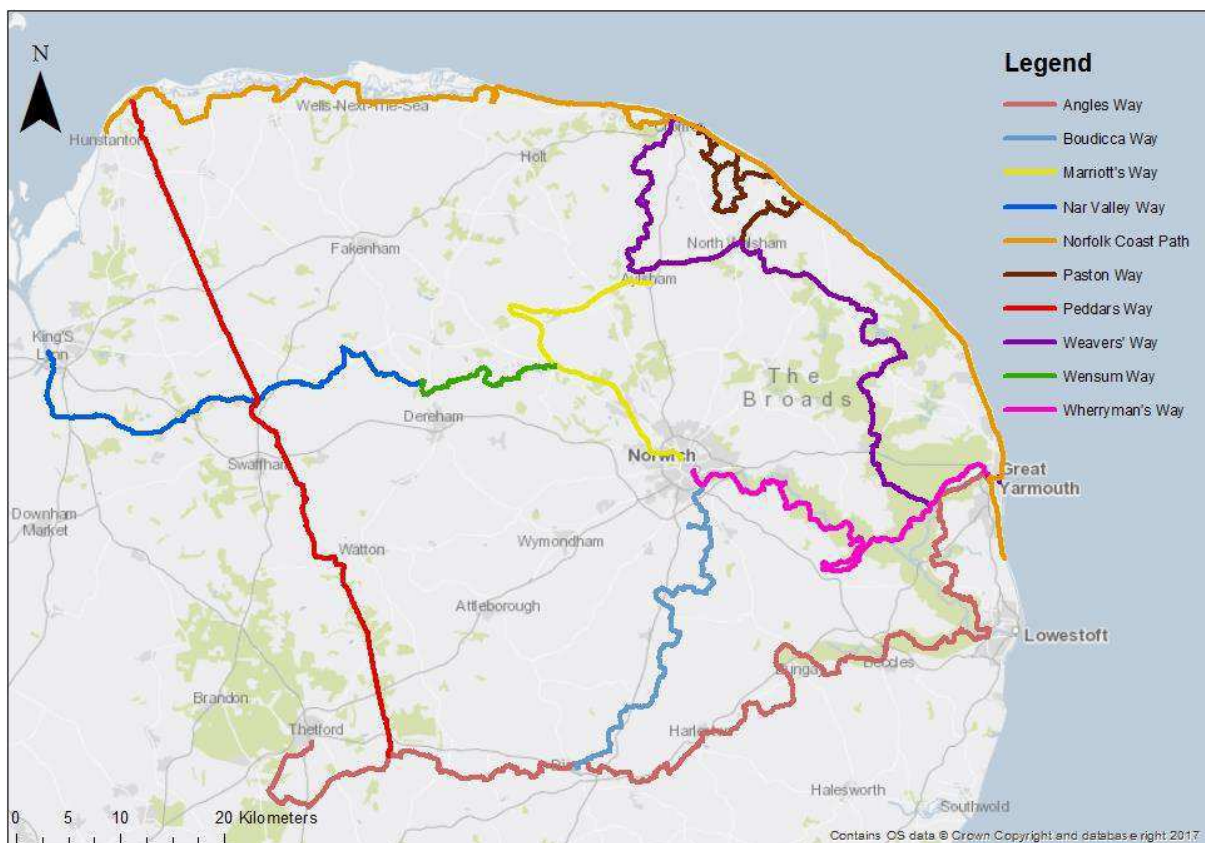 N
Legend
Angles Way
Boudicca Way
Marriott's Way
Nar Valley Way
Norfolk Coast Path
Paston Way
Peddars Way
Weavers' Way
Wensum Way
Wherryman's Way
Wells-Next-The-Sea
Hunstanton
Holt
Fakenham
North Walsham
Aylsham
King'S
Lynn
The
Broads
Dereham
Norwich
Swaffham
Great
Yarmouth
Downham
Market
Wymondham
Watton
Attleborough
Lowestoft
Bungay
Beccles
Brandon
Thetford
Harleston
Diss
Halesworth
Southwold
0 5 10 20 Kilometers
Contains OS data © Crown Copyright and database right 2017